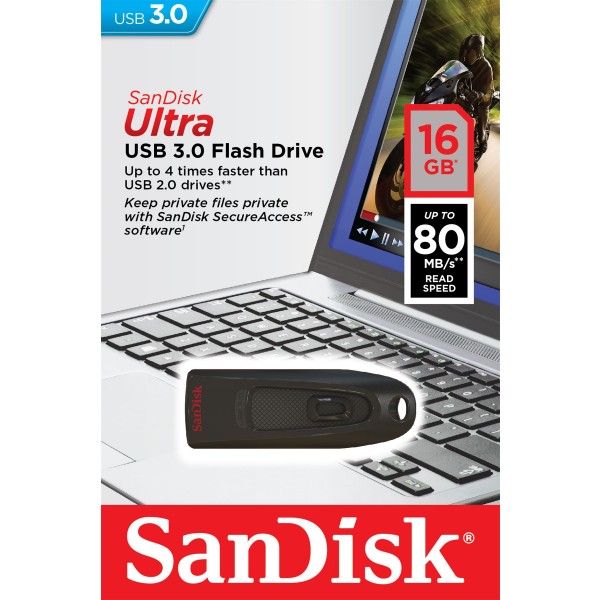 USB 3.0
SanDisk
Ultra
USB 3.0 Flash Drive
Up to 4 times faster than
USB 2.0 drives**
Keep private files private
with SanDisk SecureAccess™
software¹
16
GB*
UP TO
80
MB/s**
READ
SPEED
SanDisk
SanDisk®